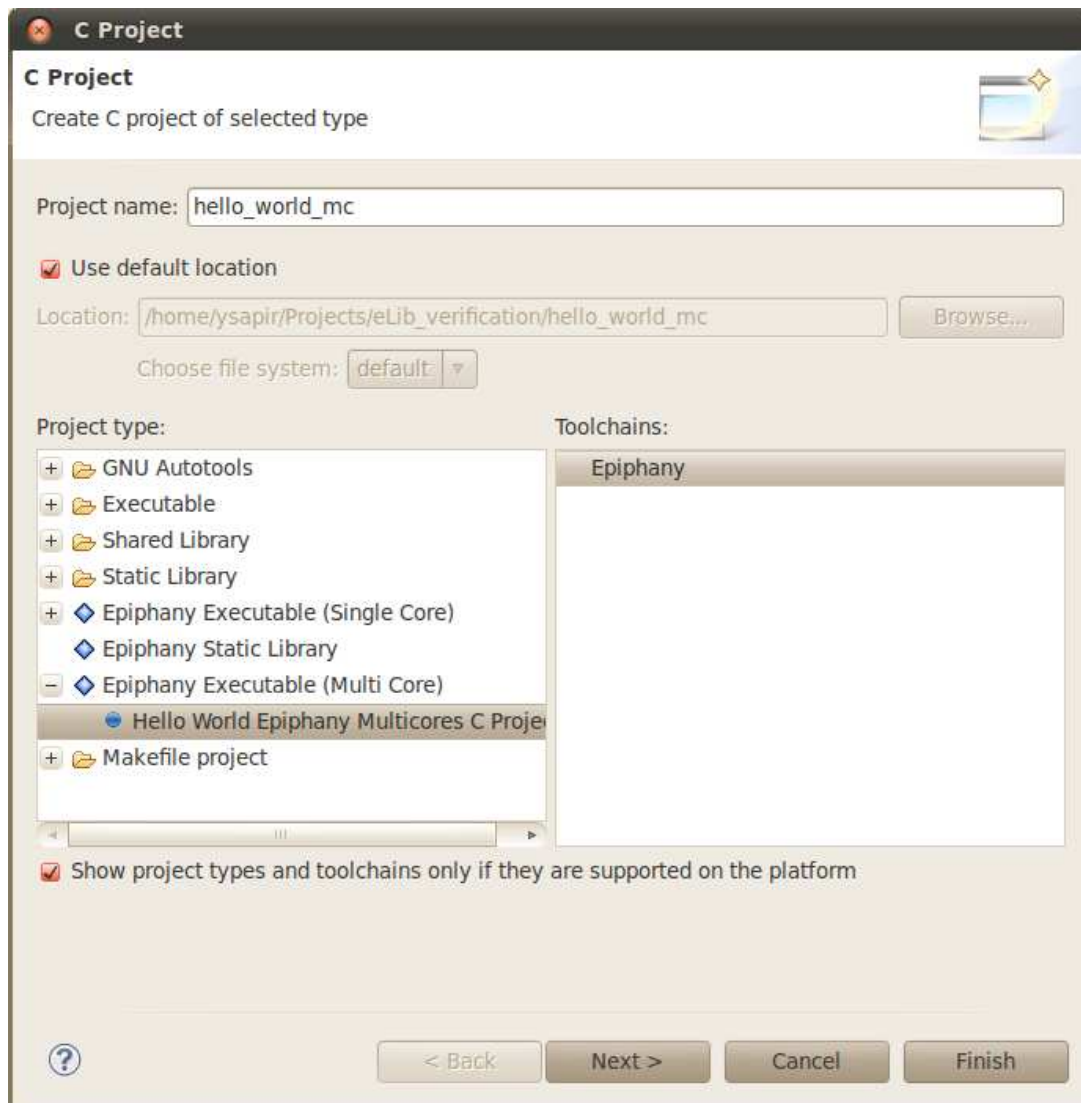 C Project
C Project
Create C project of selected type
Project name: hello_world_mc
Use default location
Location: /home/ysapir/Projects/eLib_verification/hello_world_mc Browse...
Choose file system: default
Project type: Toolchains:
GNU Autotools Epiphany
Executable
Shared Library
Static Library
Epiphany Executable (Single Core)
Epiphany Static Library
Epiphany Executable (Multi Core)
Hello World Epiphany Multicores C Proje
Makefile project
Show project types and toolchains only if they are supported on the platform
? < Back Next > Cancel Finish